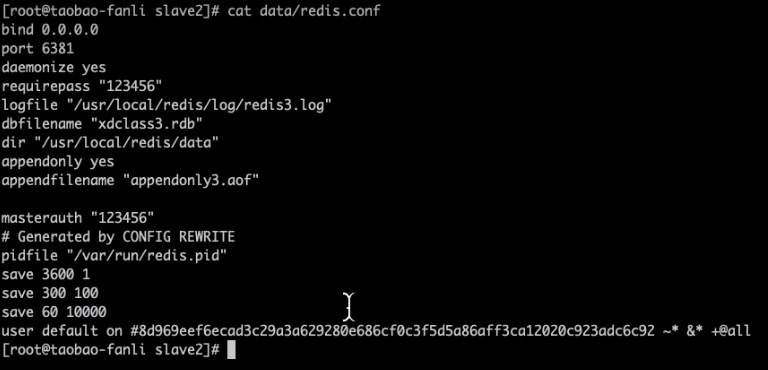 [root@taobao-fanli slave2]# cat data/redis.conf
bind 0.0.0.0
port 6381
daemonize yes
requirepass "123456"
logfile "/usr/local/redis/log/redis3.log"
dbfilename "xdclass3.rdb"
dir "/usr/local/redis/data"
appendonly yes
appendfilename "appendonly3.aof"
masterauth "123456"
# Generated by CONFIG REWRITE
pidfile "/var/run/redis.pid"
save 3600 1
save 300 100
save 60 10000
user default on #8d969eef6ecad3c29a3a629280e686cf0c3f5d5a86aff3ca12020c923adc6c92 ~* &* +@all
[root@taobao-fanli slave2]#